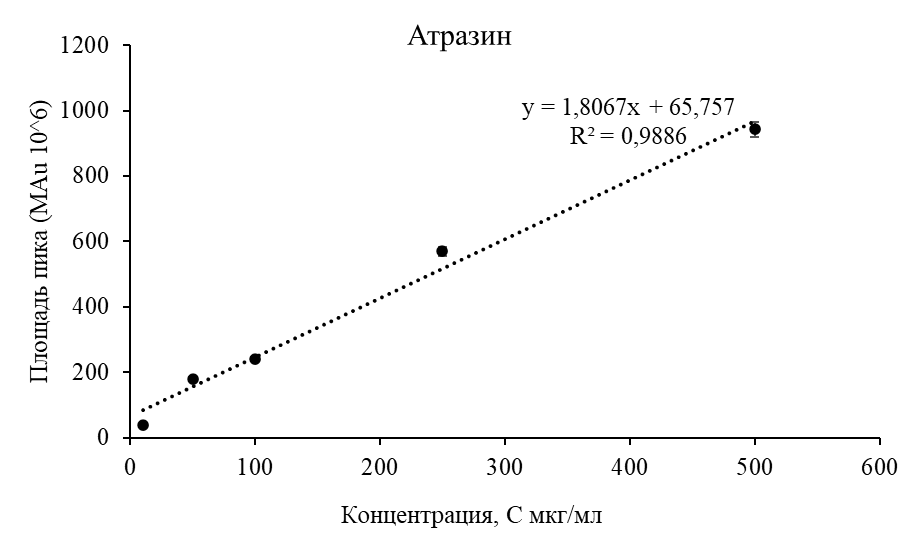 Атразин
y = 1,8067x + 65,757
R² = 0,9886
Площадь пика (MAu 10^6)
1200
1000
800
600
400
200
0
0 100 200 300 400 500 600
Концентрация, С мкг/мл